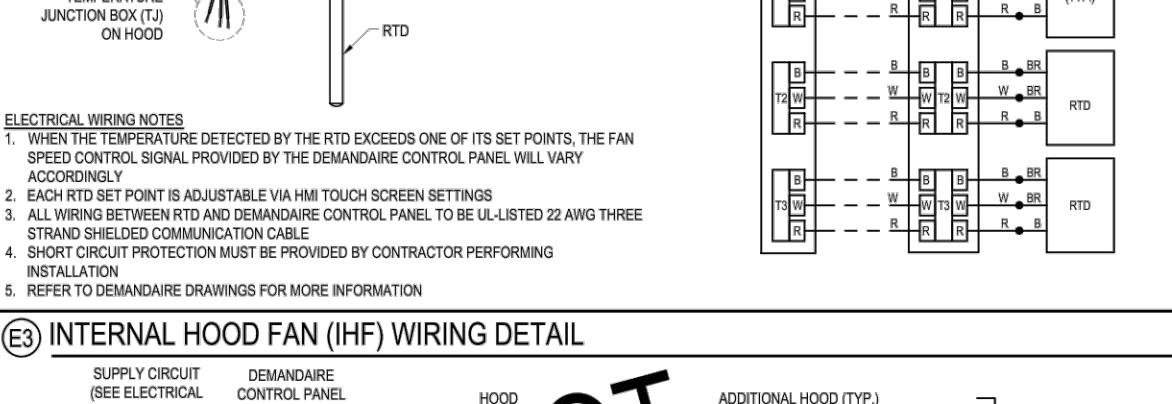 JUNCTION BOX (TJ)
ON HOOD
RTD
ELECTRICAL WIRING NOTES
1. WHEN THE TEMPERATURE DETECTED BY THE RTD EXCEEDS ONE OF ITS SET POINTS, THE FAN
SPEED CONTROL SIGNAL PROVIDED BY THE DEMANDAIRE CONTROL PANEL WILL VARY
ACCORDINGLY
2. EACH RTD SET POINT IS ADJUSTABLE VIA HMI TOUCH SCREEN SETTINGS
3. ALL WIRING BETWEEN RTD AND DEMANDAIRE CONTROL PANEL TO BE UL-LISTED 22 AWG THREE
STRAND SHIELDED COMMUNICATION CABLE
4. SHORT CIRCUIT PROTECTION MUST BE PROVIDED BY CONTRACTOR PERFORMING
INSTALLATION
5. REFER TO DEMANDAIRE DRAWINGS FOR MORE INFORMATION
R R R R R B
B B B B B BR
T2 W W W T2 W W BR RTD
R R R R R B
B B B B B BR
T3 W W W T3 W W BR RTD
R R R R R B
E3 INTERNAL HOOD FAN (IHF) WIRING DETAIL
SUPPLY CIRCUIT
(SEE ELECTRICAL
DEMANDAIRE
CONTROL PANEL
HOOD
ADDITIONAL HOOD (TYP.)